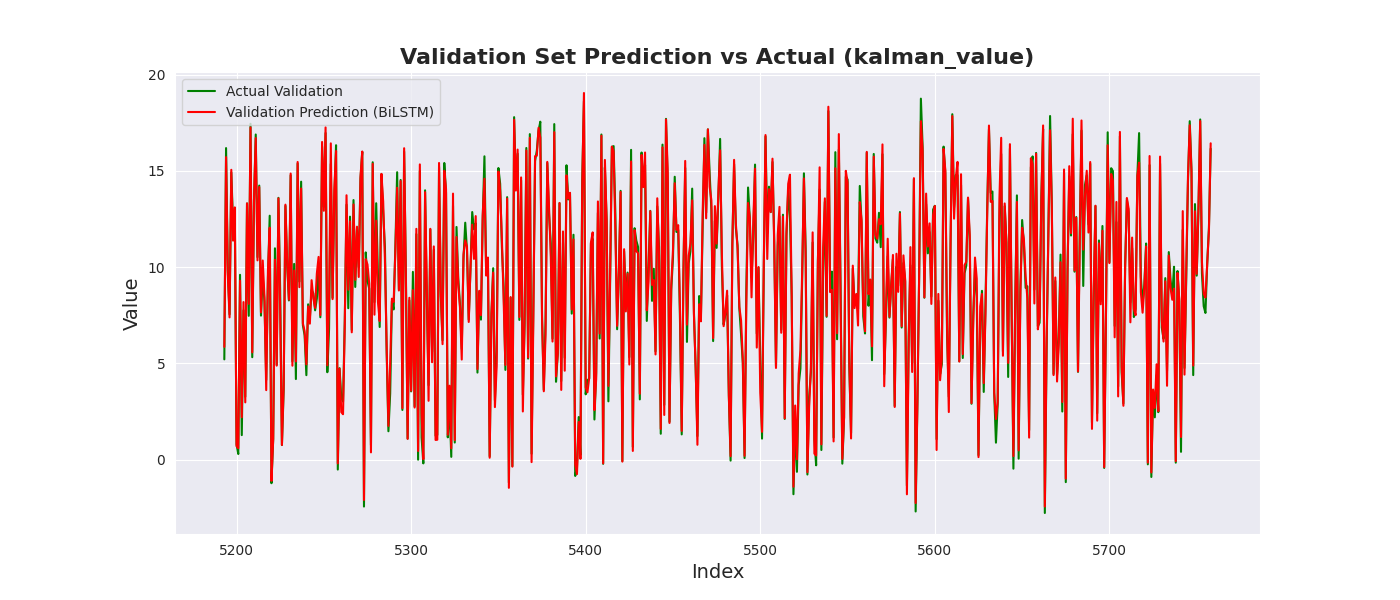 Validation Set Prediction vs Actual (kalman_value)
Actual Validation
Validation Prediction (BiLSTM)
Value
20
15
10
5
0
5200 5300 5400 5500 5600 5700
Index